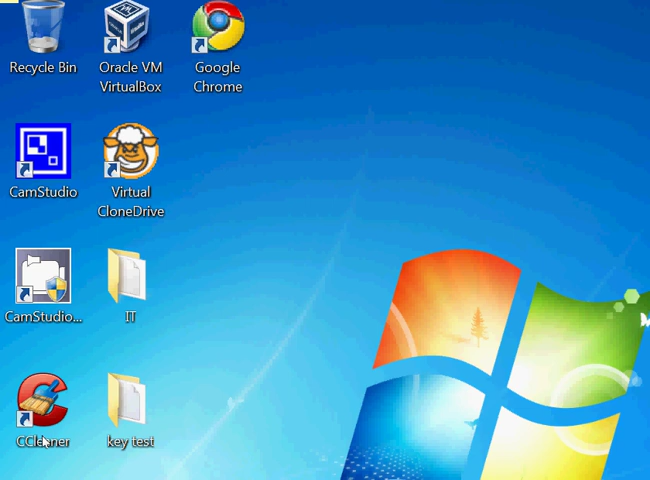 Recycle Bin
Oracle VM
VirtualBox
Google
Chrome
CamStudio
Virtual
CloneDrive
CamStudio...
IT
CCleaner
key test